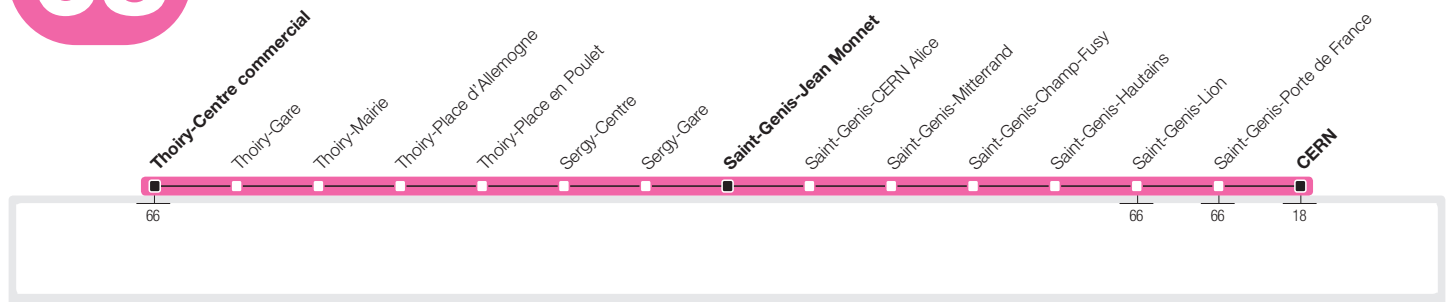 Thoiry-Centre commercial
Thoiry-Gare
Thoiry-Mairie
Thoiry-Place d'Allemogne
Thoiry-Place en Poulet
Sergy-Centre
Sergy-Gare
Saint-Genis-Jean Monnet
Saint-Genis-CERN Alice
Saint-Genis-Mitterrand
Saint-Genis-Champ-Fusy
Saint-Genis-Hautains
Saint-Genis-Lion
Saint-Genis-Porte de France
CERN
66
66
66
18